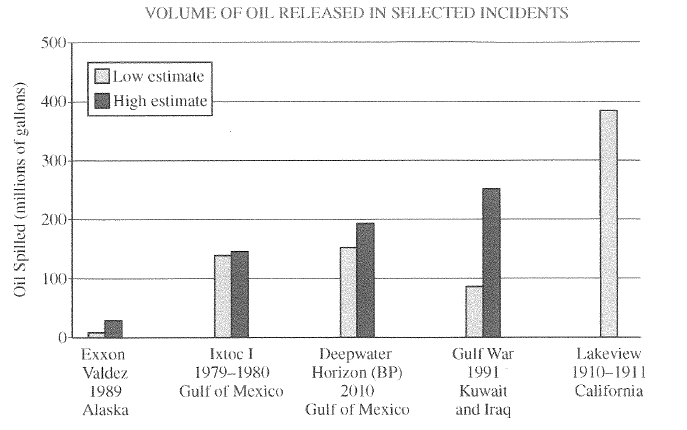 VOLUME OF OIL RELEASED IN SELECTED INCIDENTS
Oil Spilled (millions of gallons)
500
400
300
200
100
0
Low estimate
High estimate
Exxon
Valdez
1989
Alaska
Ixtoc I
1979–1980
Gulf of Mexico
Deepwater
Horizon (BP)
2010
Gulf of Mexico
Gulf War
1991
Kuwait
and Iraq
Lakeview
1910–1911
California